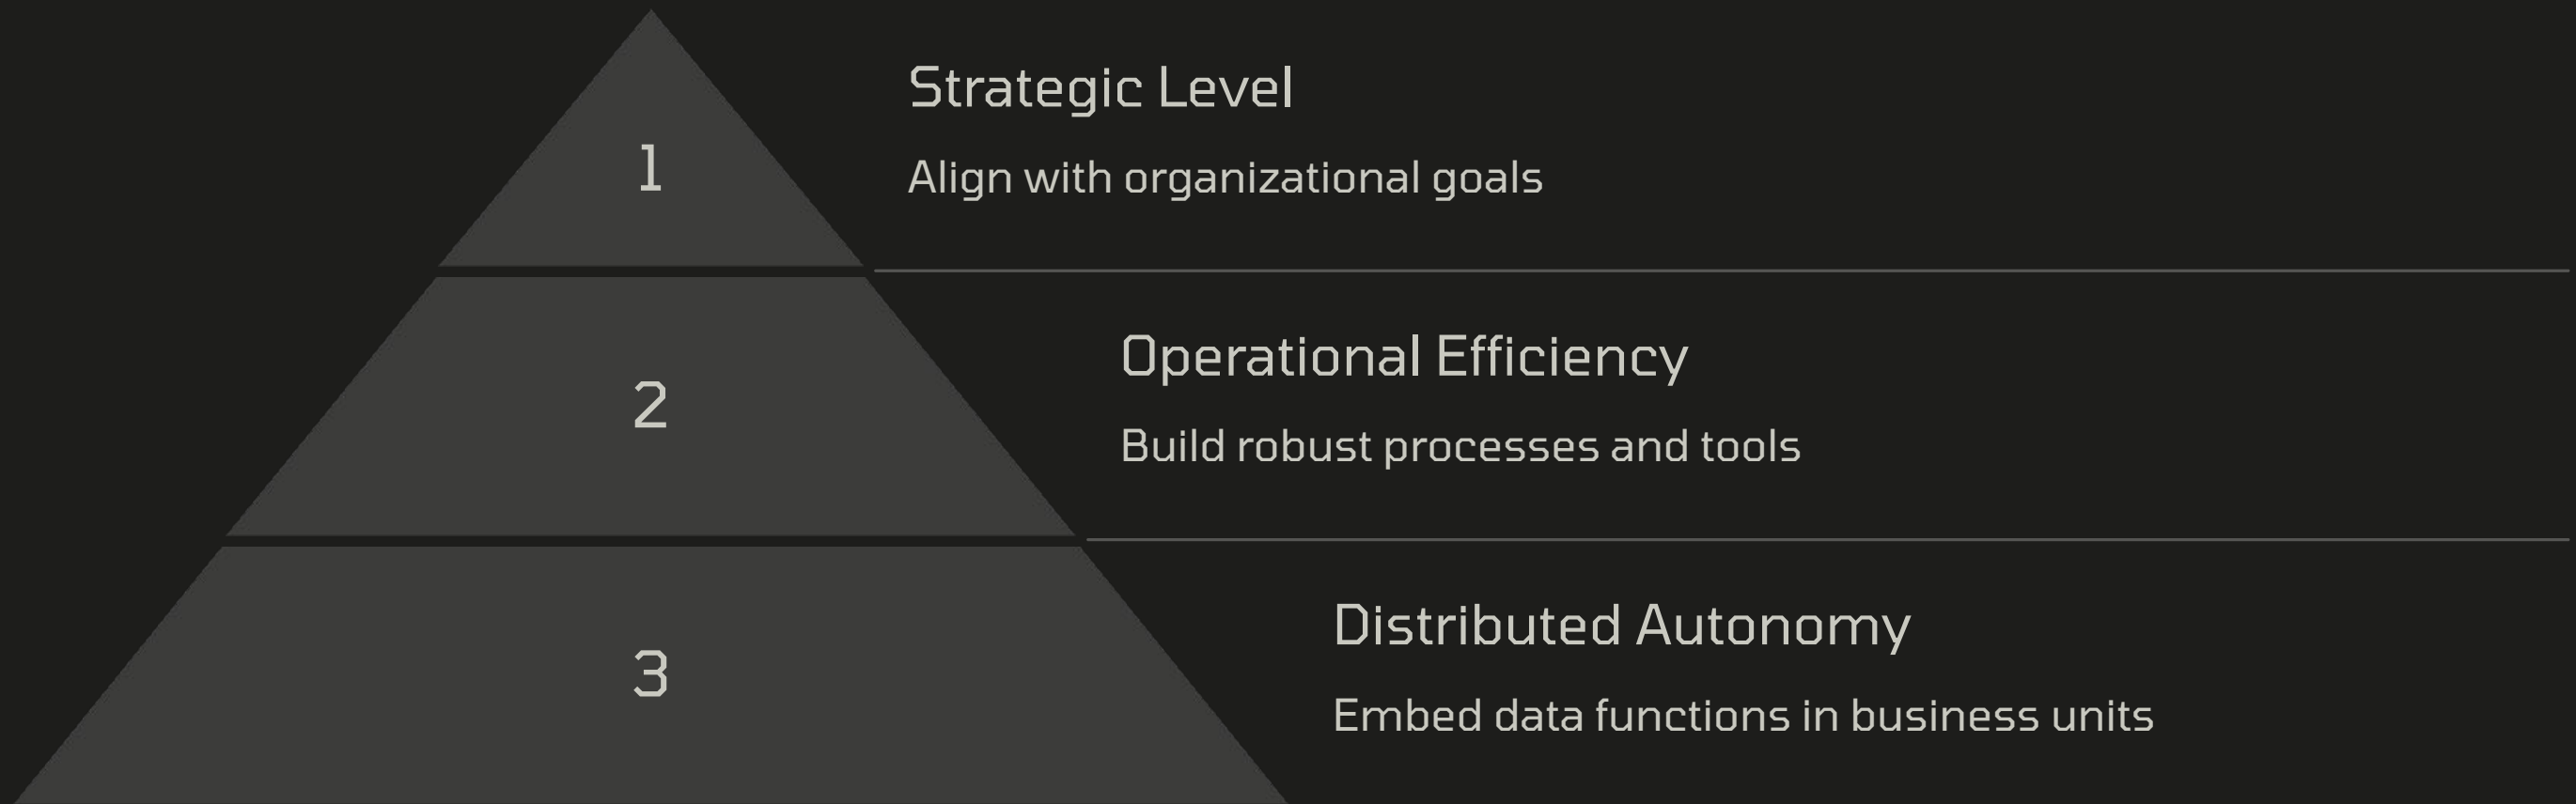 1
Strategic Level
Align with organizational goals
2
Operational Efficiency
Build robust processes and tools
3
Distributed Autonomy
Embed data functions in business units